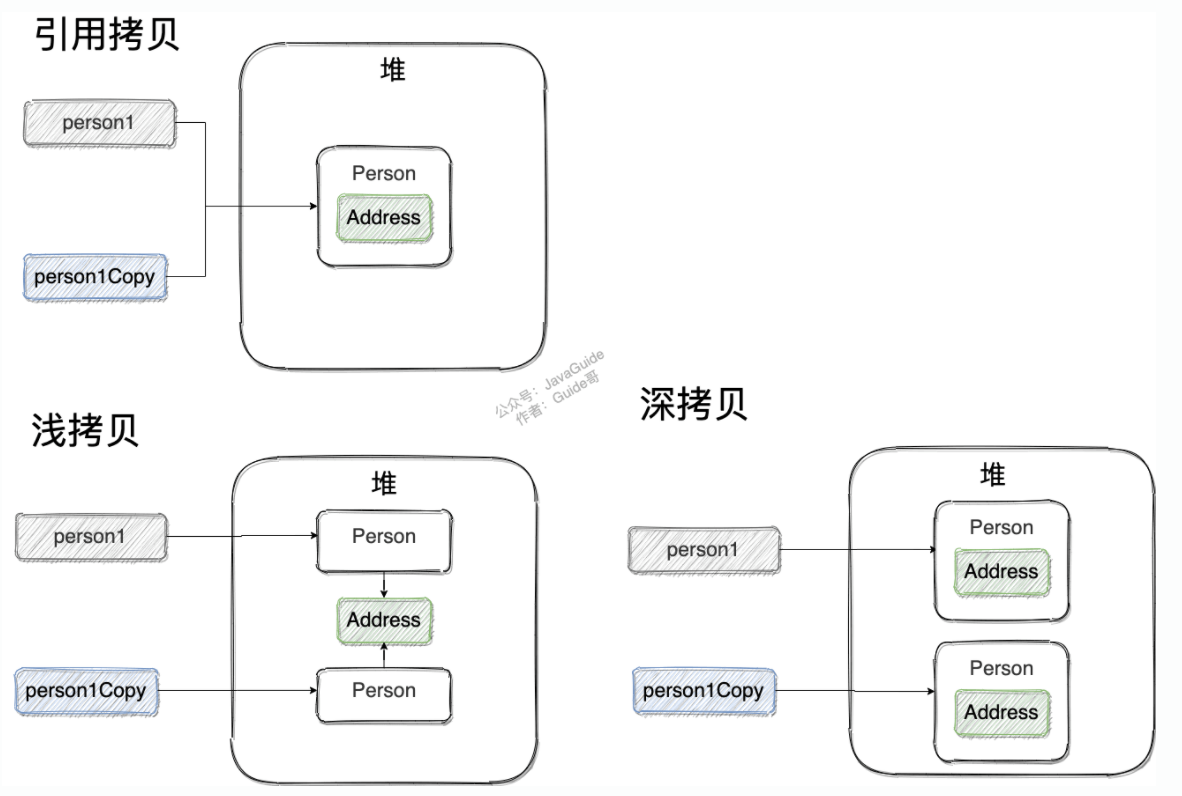 引用拷贝
堆
person1
Person
Address
person1Copy
公众号：JavaGuide
作者：Guide哥
浅拷贝
堆
person1
Person
Address
person1Copy
Person
深拷贝
堆
person1
Person
Address
person1Copy
Person
Address